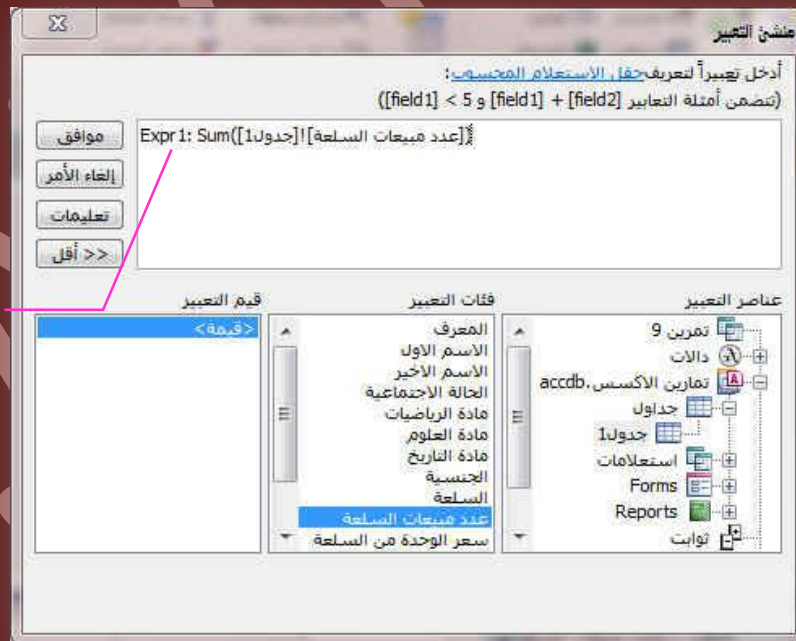 منشئ التعبير
أدخل تعبيراً لتعريف حقل الاستعلام المحسوب:
(تتضمن أمثلة التعابير [field1] + [field2] و [field1] < 5)
Expr1: Sum([جدول1]![عدد مبيعات السلعة])
موافق
إلغاء الأمر
تعليمات
<< أقل
عناصر التعبير
تمرين 9
دالات
تمارين الاكسس.accdb
جداول
جدول1
استعلامات
Forms
Reports
ثوابت
فئات التعبير
المعرف
الاسم الاول
الاسم الاخير
الحالة الاجتماعية
مادة الرياضيات
مادة العلوم
مادة التاريخ
الجنسية
السلعة
عدد مبيعات السلعة
سعر الوحدة من السلعة
قيم التعبير
<قيمة>